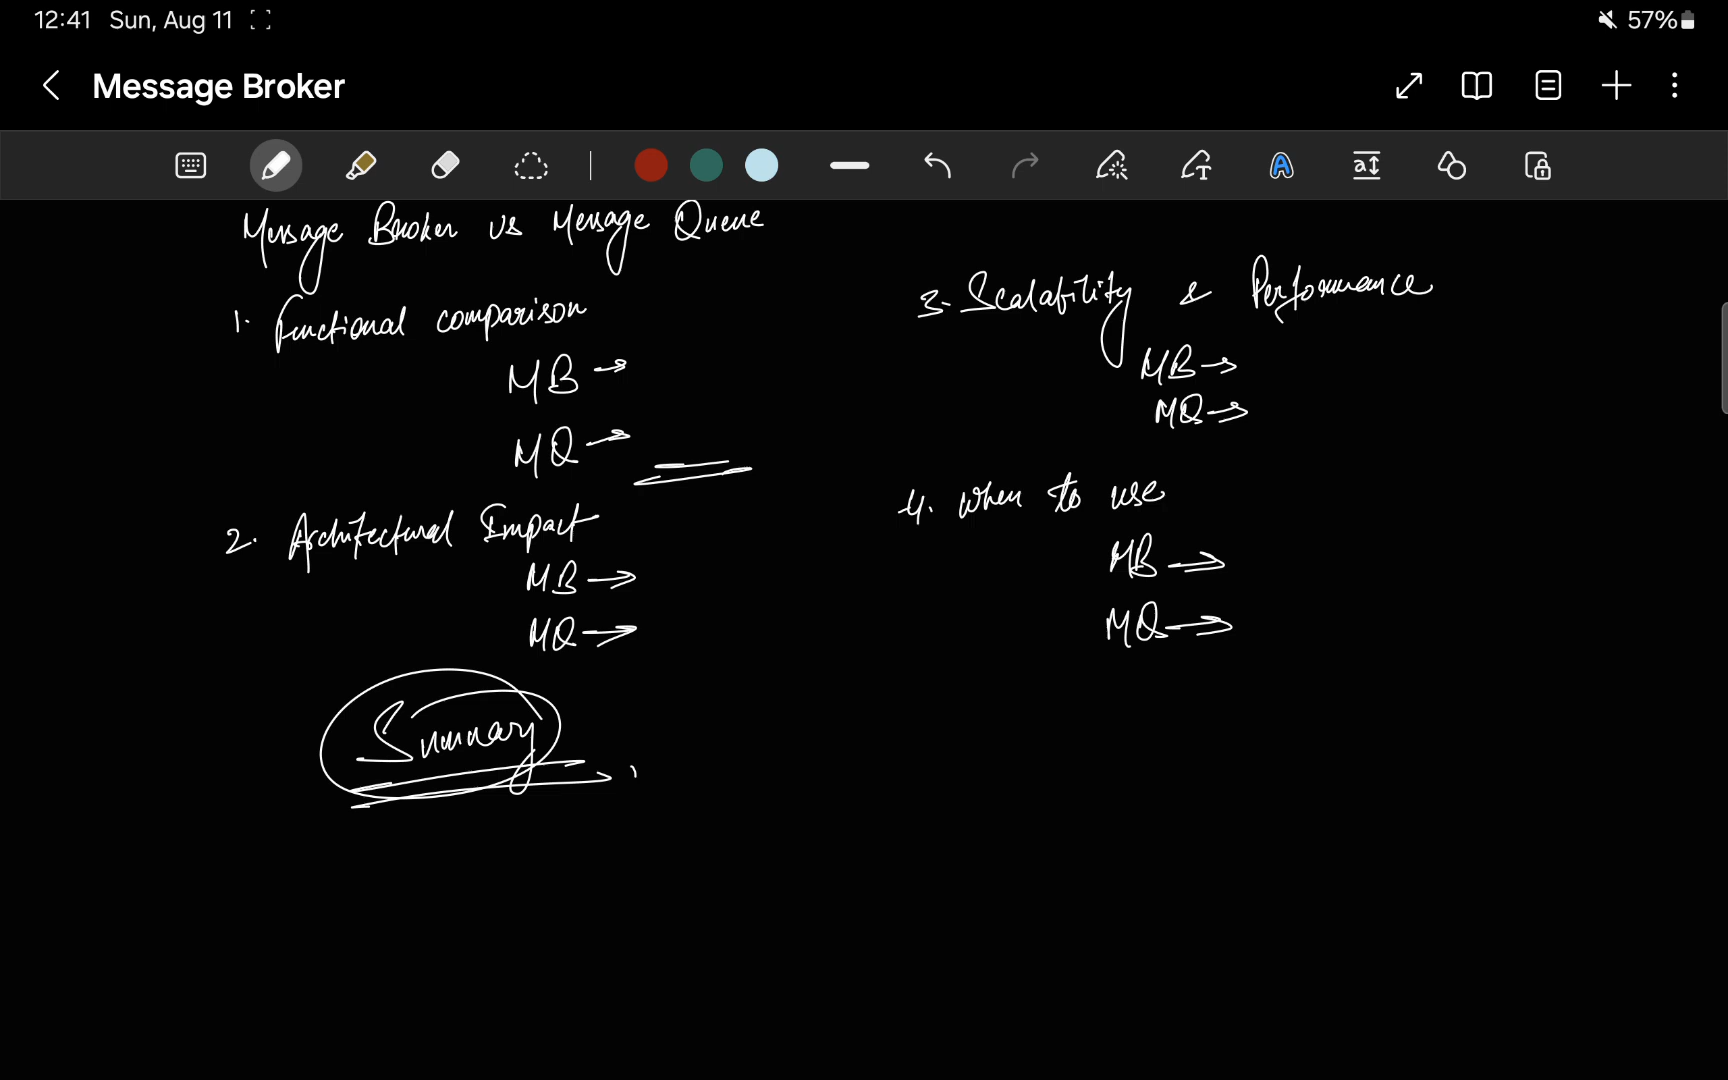 12:41 Sun, Aug 11
57%
Message Broker
Message Broker vs Message Queue
1. Functional comparison
MB →
MQ →
2. Architectural Impact
MB →
MQ →
Summary
3. Scalability & Performance
MB →
MQ →
4. When to use
MB →
MQ →